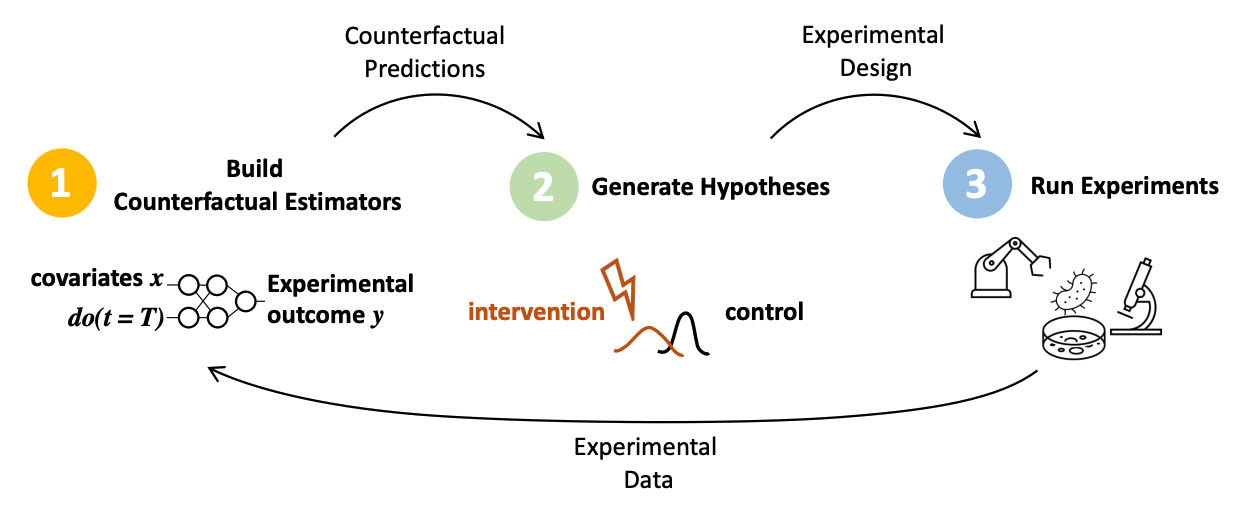 Counterfactual
Predictions
Experimental
Design
1
Build
Counterfactual Estimators
2
Generate Hypotheses
3
Run Experiments
covariates x
do(t = T)
Experimental
outcome y
intervention
control
Experimental
Data